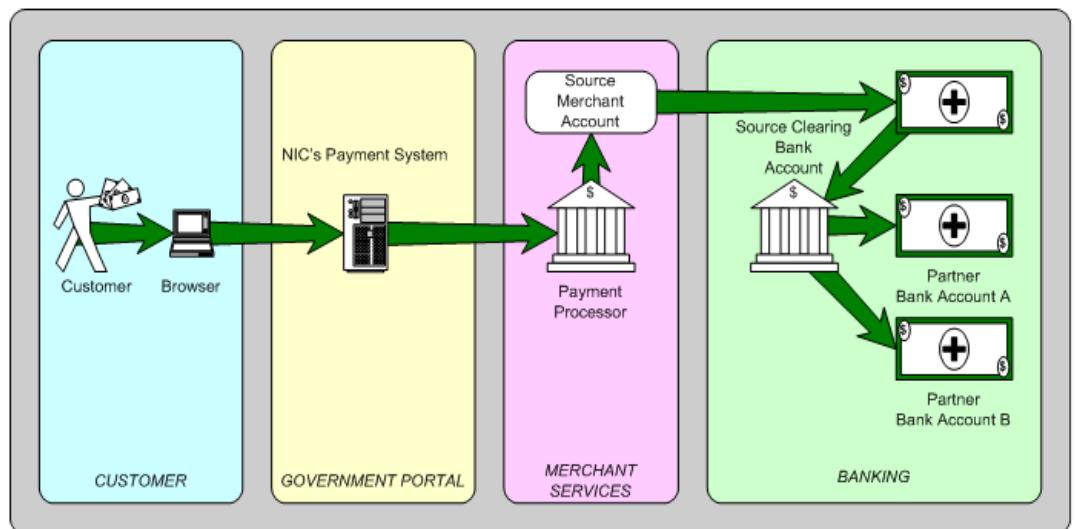 NIC's Payment System
Customer
Browser
CUSTOMER
GOVERNMENT PORTAL
Source
Merchant
Account
$
Payment
Processor
MERCHANT
SERVICES
Source Clearing
Bank
Account
$
$
$
$
$
Partner
Bank Account A
$
$
Partner
Bank Account B
BANKING